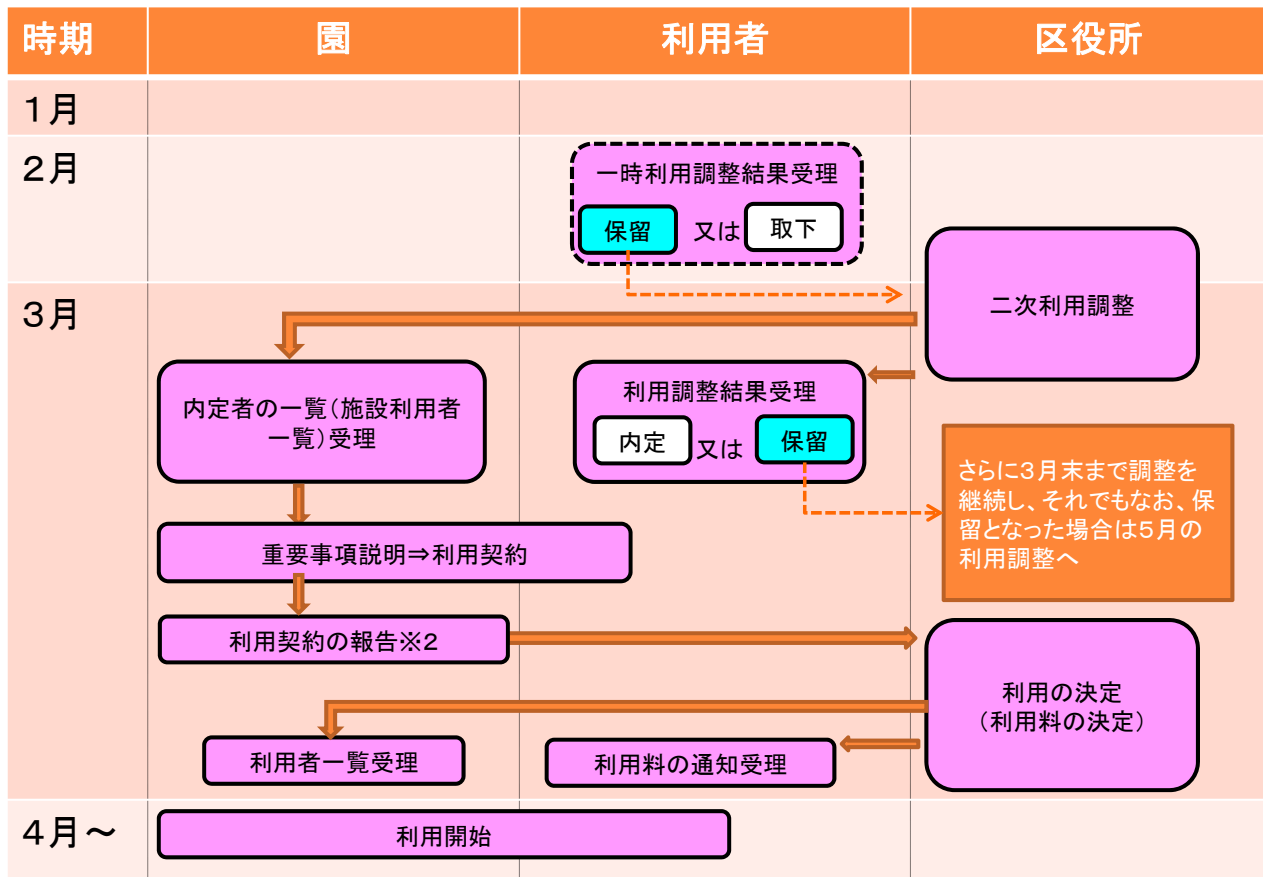 時期 園 利用者 区役所
1月
2月
一時利用調整結果受理
保留 又は 取下
3月
二次利用調整
内定者の一覧(施設利用者
一覧)受理
利用調整結果受理
内定 又は 保留
さらに3月末まで調整を
継続し、それでもなお、保
留となった場合は5月の
利用調整へ
重要事項説明⇒利用契約
利用契約の報告※2
利用の決定
(利用料の決定)
利用者一覧受理
利用料の通知受理
4月～
利用開始